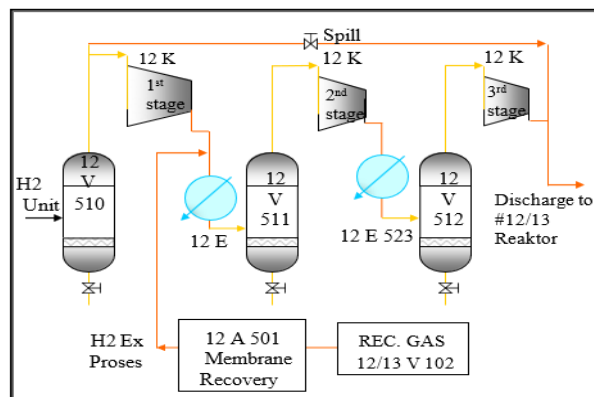 Spill
12 K
1st
stage
12 K
2nd
stage
12 K
3rd
stage
H2
Unit
12
V
510
12
V
511
12
V
512
12 E
12 E 523
Discharge to
#12/13
Reaktor
H2 Ex
Proses
12 A 501
Membrane
Recovery
REC. GAS
12/13 V 102